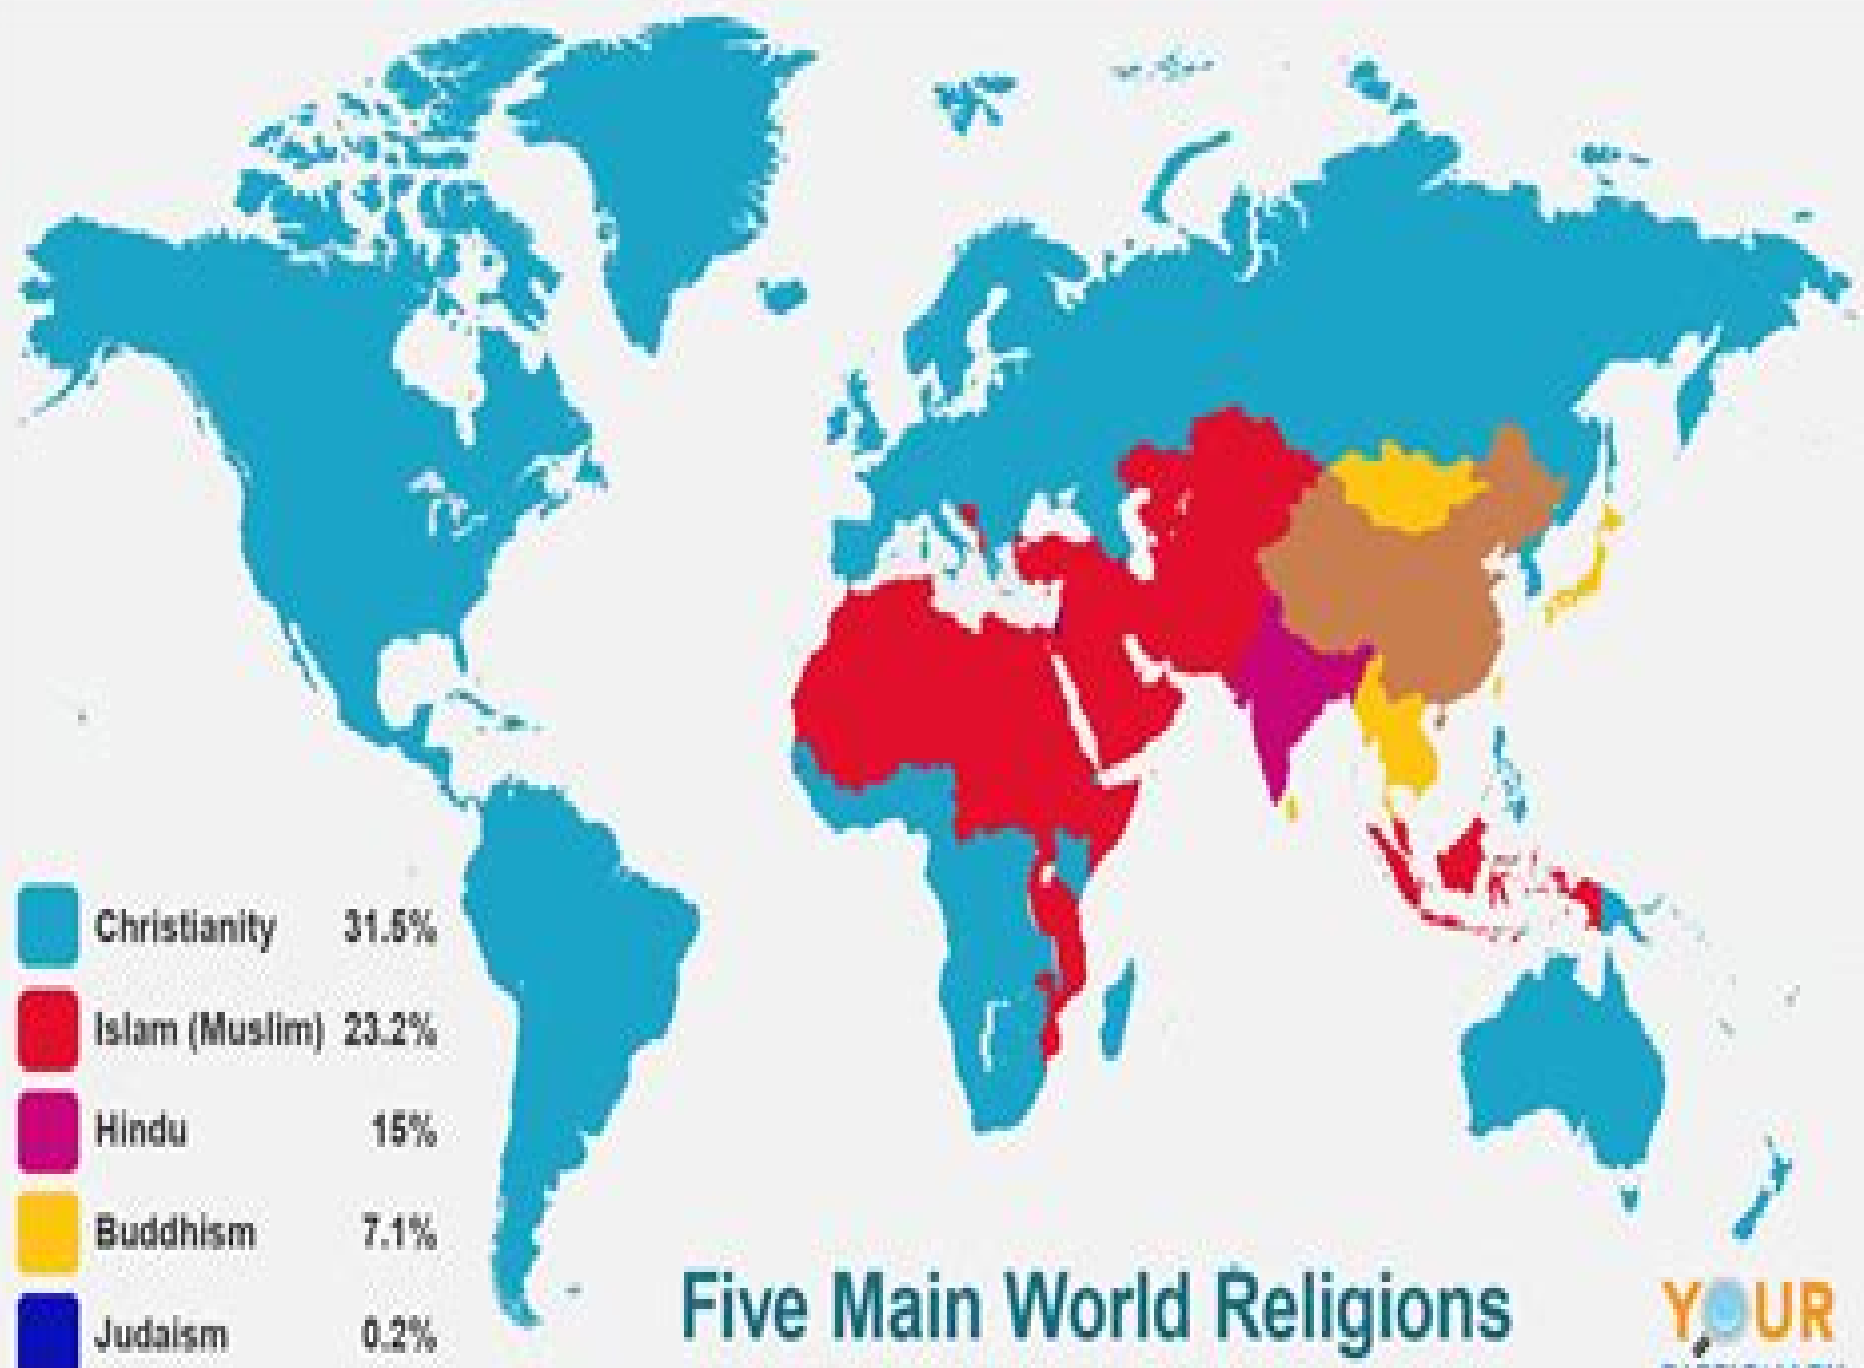 Christianity 31.5%
Islam (Muslim) 23.2%
Hindu 15%
Buddhism 7.1%
Judaism 0.2%
Five Main World Religions
YOUR